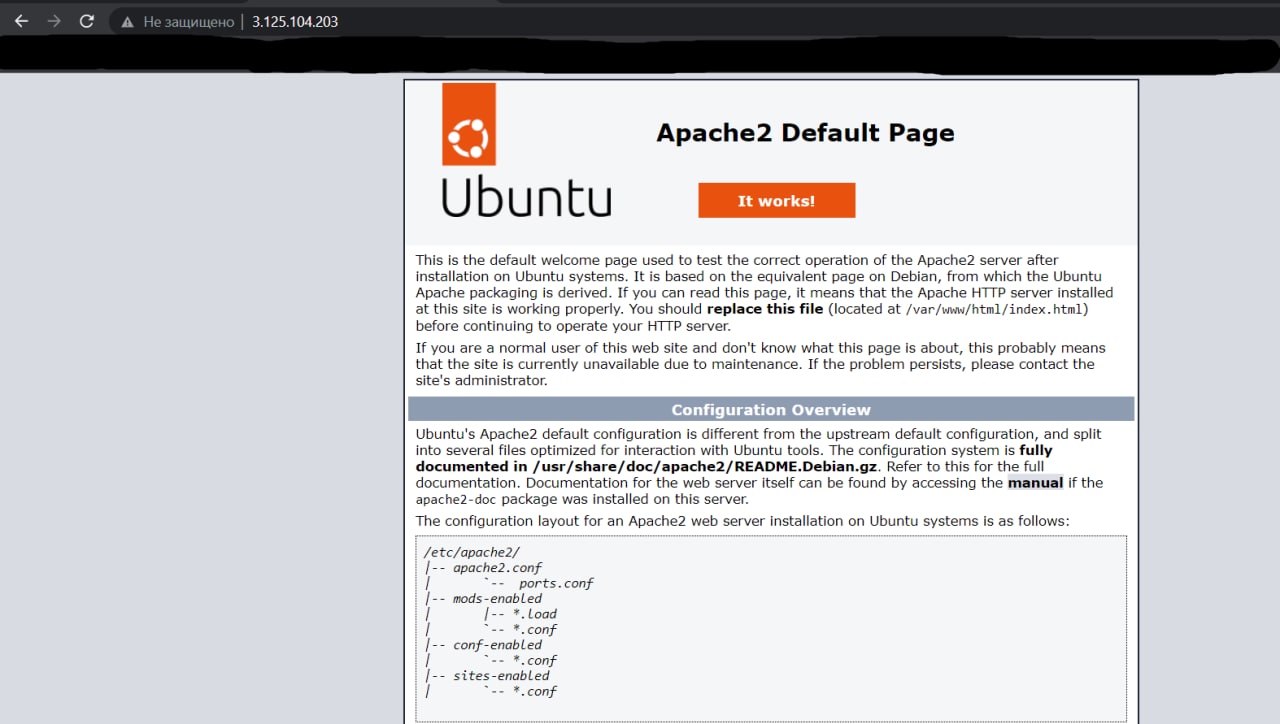 Не защищено | 3.125.104.203
Apache2 Default Page
Ubuntu
It works!
This is the default welcome page used to test the correct operation of the Apache2 server after
installation on Ubuntu systems. It is based on the equivalent page on Debian, from which the Ubuntu
Apache packaging is derived. If you can read this page, it means that the Apache HTTP server installed
at this site is working properly. You should replace this file (located at /var/www/html/index.html)
before continuing to operate your HTTP server.
If you are a normal user of this web site and don't know what this page is about, this probably means
that the site is currently unavailable due to maintenance. If the problem persists, please contact the
site's administrator.
Configuration Overview
Ubuntu's Apache2 default configuration is different from the upstream default configuration, and split
into several files optimized for interaction with Ubuntu tools. The configuration system is fully
documented in /usr/share/doc/apache2/README.Debian.gz. Refer to this for the full
documentation. Documentation for the web server itself can be found by accessing the manual if the
apache2-doc package was installed on this server.
The configuration layout for an Apache2 web server installation on Ubuntu systems is as follows:
/etc/apache2/
|-- apache2.conf
|       `--  ports.conf
|-- mods-enabled
|       |-- *.load
|       `-- *.conf
|-- conf-enabled
|       `-- *.conf
|-- sites-enabled
|       `-- *.conf